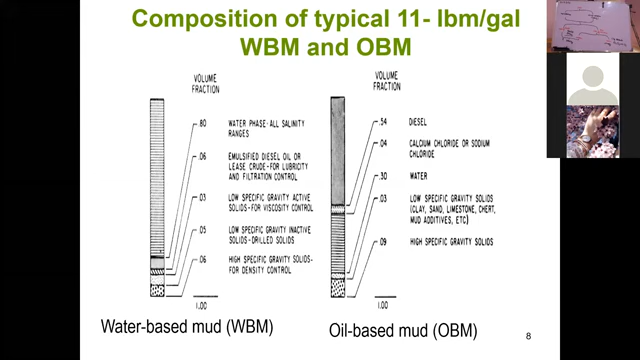 Composition of typical 11- lbm/gal
WBM and OBM
VOLUME
FRACTION
.80 WATER PHASE-ALL SALINITY
RANGES
.06 EMULSIFIED DIESEL OIL OR
LEASE CRUDE-FOR LUBRICITY
AND FILTRATION CONTROL
.03 LOW SPECIFIC GRAVITY ACTIVE
SOLIDS-FOR VISCOSITY CONTROL
.05 LOW SPECIFIC GRAVITY INACTIVE
SOLIDS-DRILLED SOLIDS
.06 HIGH SPECIFIC GRAVITY SOLIDS-
FOR DENSITY CONTROL
1.00
Water-based mud (WBM)
VOLUME
FRACTION
.54 DIESEL
.04 CALCIUM CHLORIDE OR SODIUM
CHLORIDE
.30 WATER
.03 LOW SPECIFIC GRAVITY SOLIDS
(CLAY, SAND, LIMESTONE, CHERT,
MUD ADDITIVES, ETC)
.09 HIGH SPECIFIC GRAVITY SOLIDS
1.00
Oil-based mud (OBM)
8